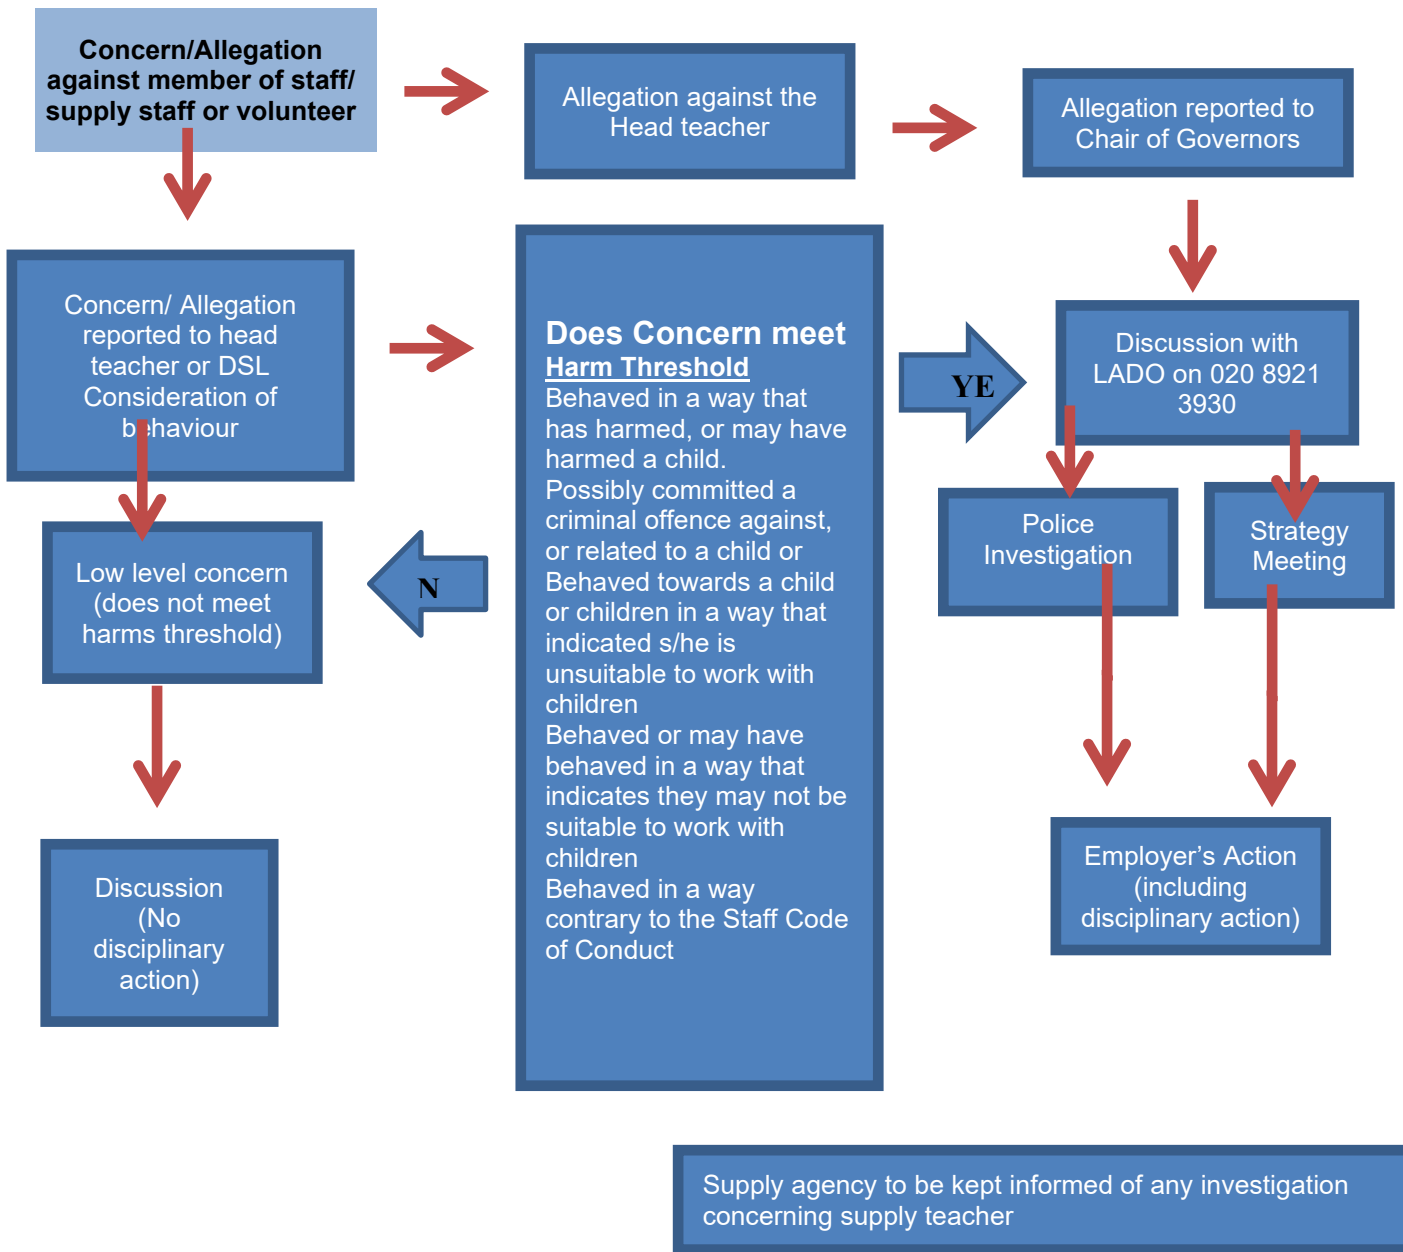 Concern/Allegation
against member of staff/
supply staff or volunteer
Allegation against the
Head teacher
Allegation reported to
Chair of Governors
Concern/ Allegation
reported to head
teacher or DSL
Consideration of
behaviour
Does Concern meet
Harm Threshold
Behaved in a way that
has harmed, or may have
harmed a child.
Possibly committed a
criminal offence against,
or related to a child or
Behaved towards a child
or children in a way that
indicated s/he is
unsuitable to work with
children
Behaved or may have
behaved in a way that
indicates they may not be
suitable to work with
children
Behaved in a way
contrary to the Staff Code
of Conduct
YE
Discussion with
LADO on 020 8921
3930
N
Low level concern
(does not meet
harms threshold)
Police
Investigation
Strategy
Meeting
Discussion
(No
disciplinary
action)
Employer’s Action
(including
disciplinary action)
Supply agency to be kept informed of any investigation
concerning supply teacher